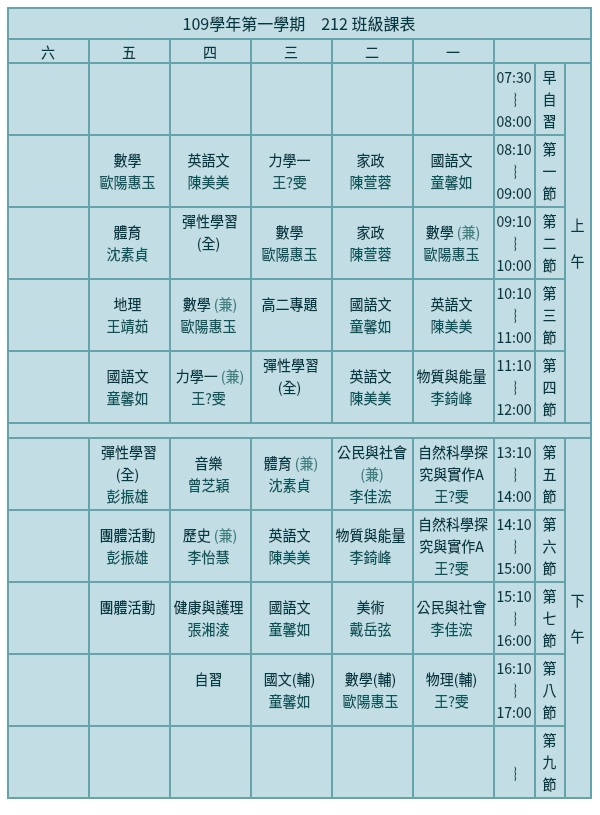 109學年第一學期 212 班級課表
六 五 四 三 二 一
07:30
~
08:00
早
自
習
數學 英語文 力學一 家政 國語文
歐陽惠玉 陳美美 王?雯 陳萱蓉 童馨如
08:10
~
09:00
第
一
節
體育 彈性學習 數學 家政 數學 (兼)
沈素貞 (全) 歐陽惠玉 陳萱蓉 歐陽惠玉
09:10
~
10:00
第
二
節
上
午
地理 數學 (兼) 高二專題 國語文 英語文
王靖茹 歐陽惠玉 童馨如 陳美美
10:10
~
11:00
第
三
節
國語文 力學一 (兼) 彈性學習 英語文 物質與能量
童馨如 王?雯 (全) 陳美美 李錡峰
11:10
~
12:00
第
四
節
彈性學習 音樂 體育 (兼) 公民與社會 自然科學探
(全) 曾芝穎 沈素貞 (兼) 究與實作A
彭振雄 李佳浤 王?雯
13:10
~
14:00
第
五
節
團體活動 歷史 (兼) 英語文 物質與能量 自然科學探
彭振雄 李怡慧 陳美美 李錡峰 究與實作A
王?雯
14:10
~
15:00
第
六
節
團體活動 健康與護理 國語文 美術 公民與社會
張湘淩 童馨如 戴岳弦 李佳浤
15:10
~
16:00
第
七
節
下
午
自習 國文(輔) 數學(輔) 物理(輔)
童馨如 歐陽惠玉 王?雯
16:10
~
17:00
第
八
節
~
第
九
節